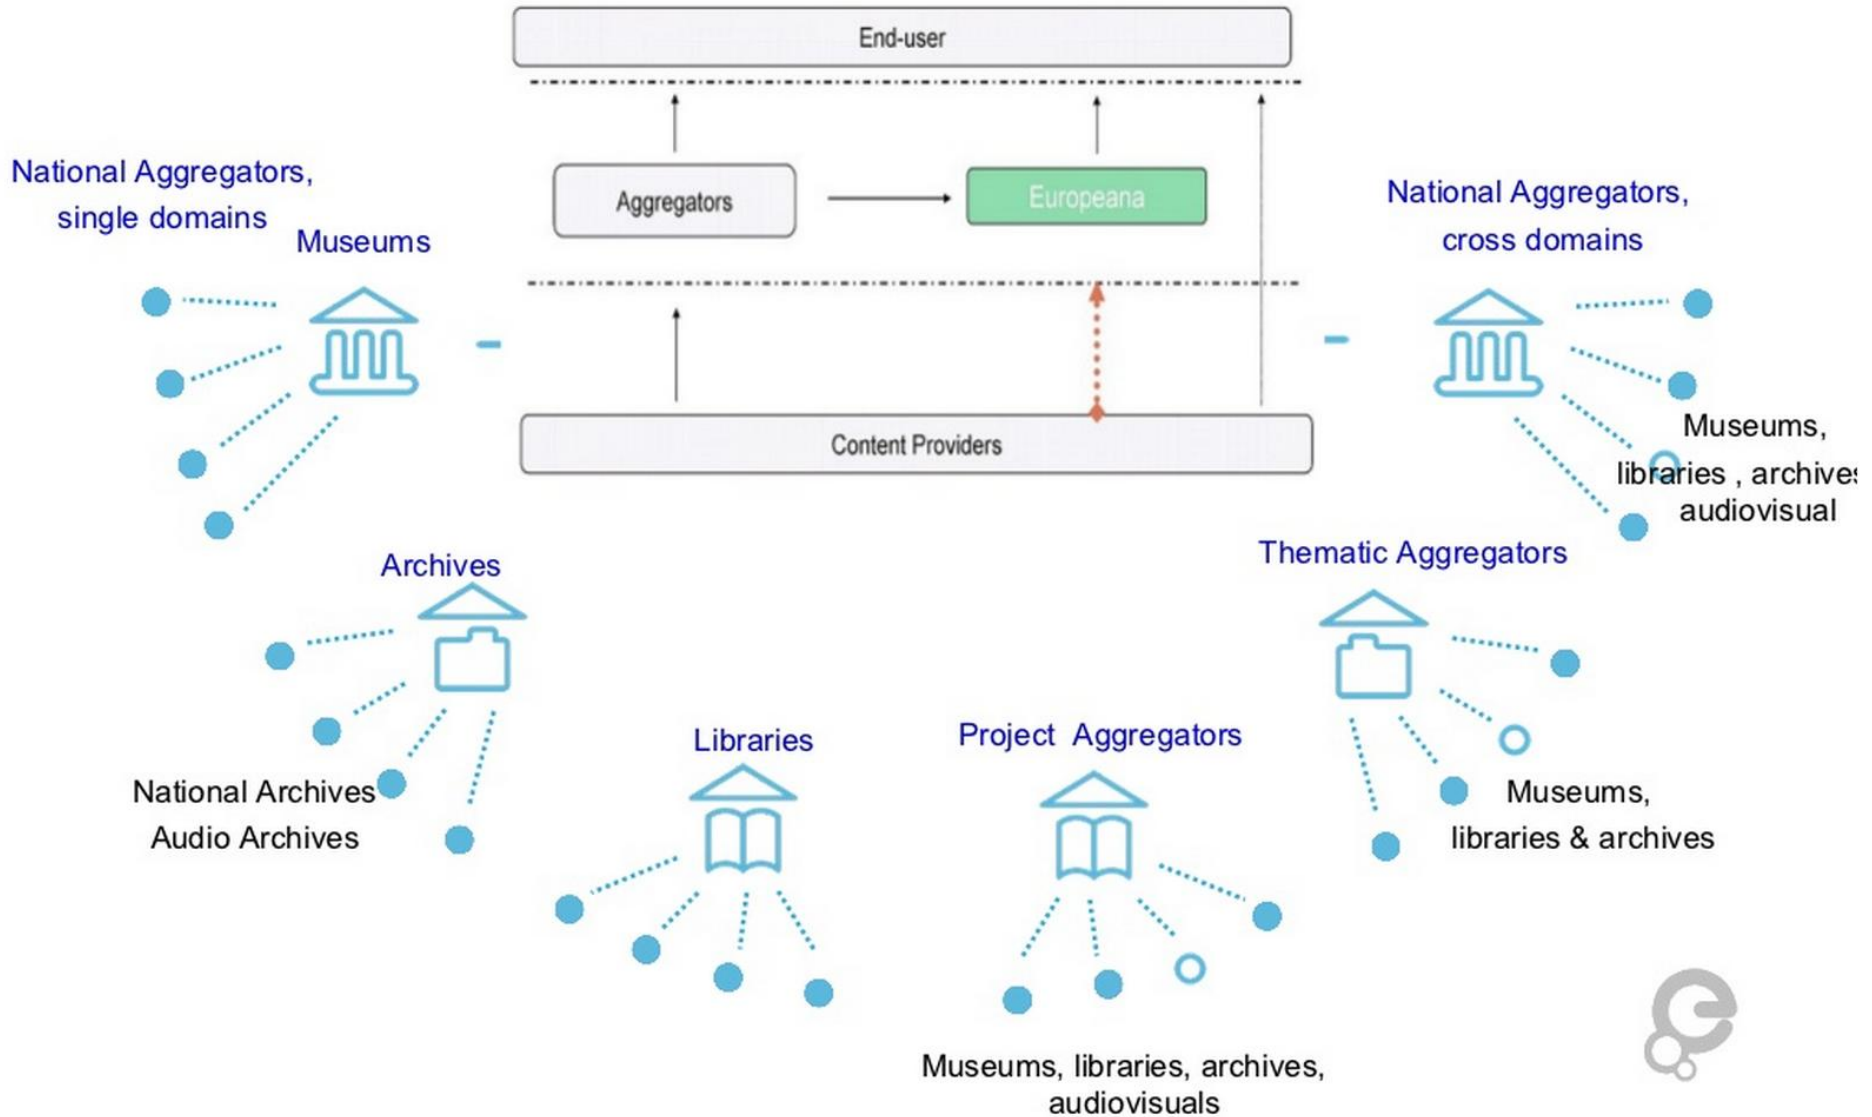 End-user
National Aggregators,
single domains
Museums
Aggregators
Europeana
National Aggregators,
cross domains
Content Providers
Museums,
libraries , archives
audiovisual
Archives
Thematic Aggregators
National Archives
Audio Archives
Libraries
Project Aggregators
Museums,
libraries & archives
Museums, libraries, archives,
audiovisuals